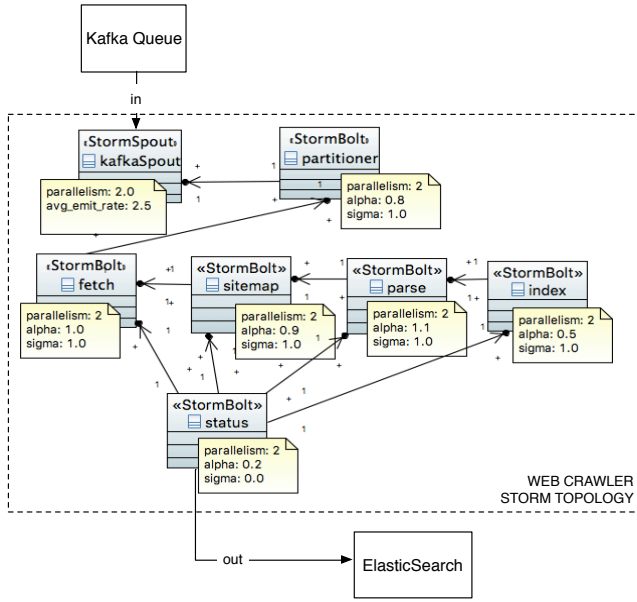 Kafka Queue
in
«StormSpout
kafkaSpout
parallelism: 2.0
avg_emit_rate: 2.5
«StormBolt»
partitioner
parallelism: 2
alpha: 0.8
sigma: 1.0
«StormBolt»
fetch
parallelism: 2
alpha: 1.0
sigma: 1.0
«StormBolt»
sitemap
parallelism: 2
alpha: 0.9
sigma: 1.0
«StormBolt»
parse
parallelism: 2
alpha: 1.1
sigma: 1.0
«StormBolt»
index
parallelism: 2
alpha: 0.5
sigma: 1.0
«StormBolt»
status
parallelism: 2
alpha: 0.2
sigma: 0.0
WEB CRAWLER
STORM TOPOLOGY
out
ElasticSearch